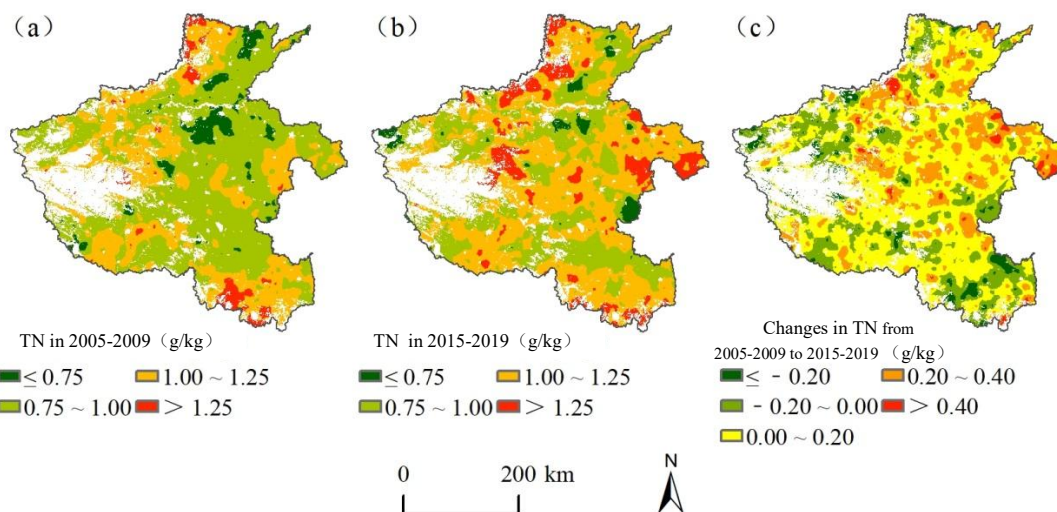 (a)
(b)
(c)
TN in 2005-2009（g/kg）
≤ 0.75
1.00 ~ 1.25
0.75 ~ 1.00
＞ 1.25
TN in 2015-2019（g/kg）
≤ 0.75
1.00 ~ 1.25
0.75 ~ 1.00
＞ 1.25
Changes in TN from
2005-2009 to 2015-2019 （g/kg）
≤ - 0.20
0.20 ~ 0.40
- 0.20 ~ 0.00
＞ 0.40
0.00 ~ 0.20
0
200 km
N